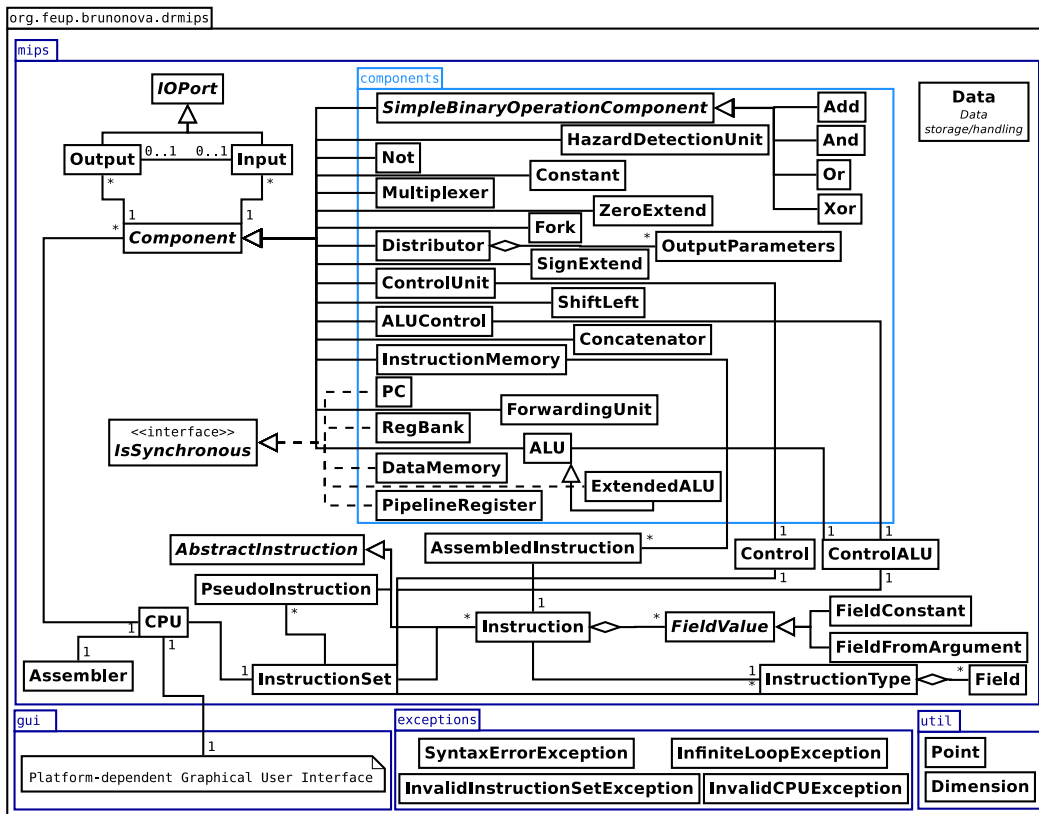 org.feup.brunonova.drmips
mips
components
IOPort
SimpleBinaryOperationComponent
Add
Data
Data
storage/handling
HazardDetectionUnit
And
Output
0..1
0..1
Input
Not
Constant
Or
*
*
Multiplexer
ZeroExtend
Xor
1
1
*
Component
Fork
Distributor
*
OutputParameters
SignExtend
ControlUnit
ShiftLeft
ALUControl
Concatenator
InstructionMemory
PC
ForwardingUnit
<<interface>>
IsSynchronous
RegBank
ALU
DataMemory
ExtendedALU
PipelineRegister
1
1
1
AbstractInstruction
AssembledInstruction
*
Control
ControlALU
1
1
PseudoInstruction
1
*
CPU
*
Instruction
*
FieldValue
FieldConstant
1
1
FieldFromArgument
1
Assembler
1
InstructionSet
1
*
InstructionType
*
Field
gui
1
Platform-dependent Graphical User Interface
exceptions
SyntaxErrorException
InfiniteLoopException
InvalidInstructionSetException
InvalidCPUException
util
Point
Dimension